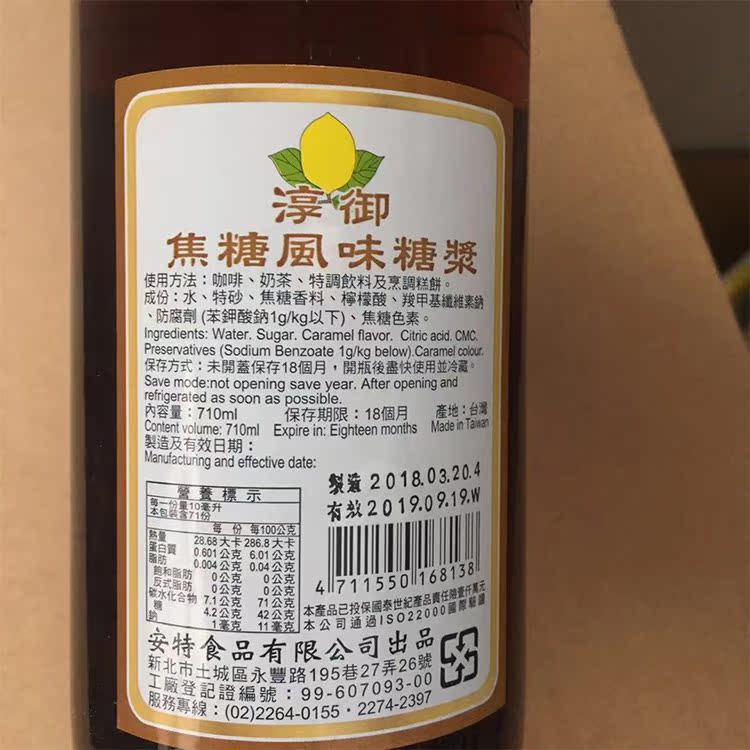 淳御
焦糖風味糖漿
使用方法：咖啡、奶茶、特調飲料及烹調糕餅。
成份：水、特砂、焦糖香料、檸檬酸、羧甲基纖維素鈉
、防腐劑 (苯鉀酸鈉1g/kg以下)、焦糖色素。
Ingredients: Water. Sugar. Caramel flavor. Citric acid. CMC.
Preservatives (Sodium Benzoate 1g/kg below).Caramel colour.
保存方式：未開蓋保存18個月，開瓶後盡快使用並冷藏。
Save mode:not opening save year. After opening and
refrigerated as soon as possible.
內容量：710ml 保存期限：18個月 產地：台灣
Content volume: 710ml Expire in: Eighteen months Made in Taiwan
製造及有效日期：
Manufacturing and effective date:
製造 2018.03.20.4
有效 2019.09.19.W
營養標示
每一份量10毫升
本包裝含71份
每份 每100公克
熱量 28.68大卡 286.8大卡
蛋白質 0.601公克 6.01公克
脂肪 0.004公克 0.04公克
飽和脂肪 0公克 0公克
反式脂肪 0公克 0公克
碳水化合物 7.1公克 71公克
糖 4.2公克 42公克
鈉 1毫克 11毫克
4 711550 168138
本產品已投保國泰世紀產品責任險壹仟萬元
本公司通過ISO22000國際驗證
安特食品有限公司出品
新北市土城區永豐路195巷27弄26號
工廠登記證編號：99-607093-00
服務專線：(02)2264-0155・2274-2397